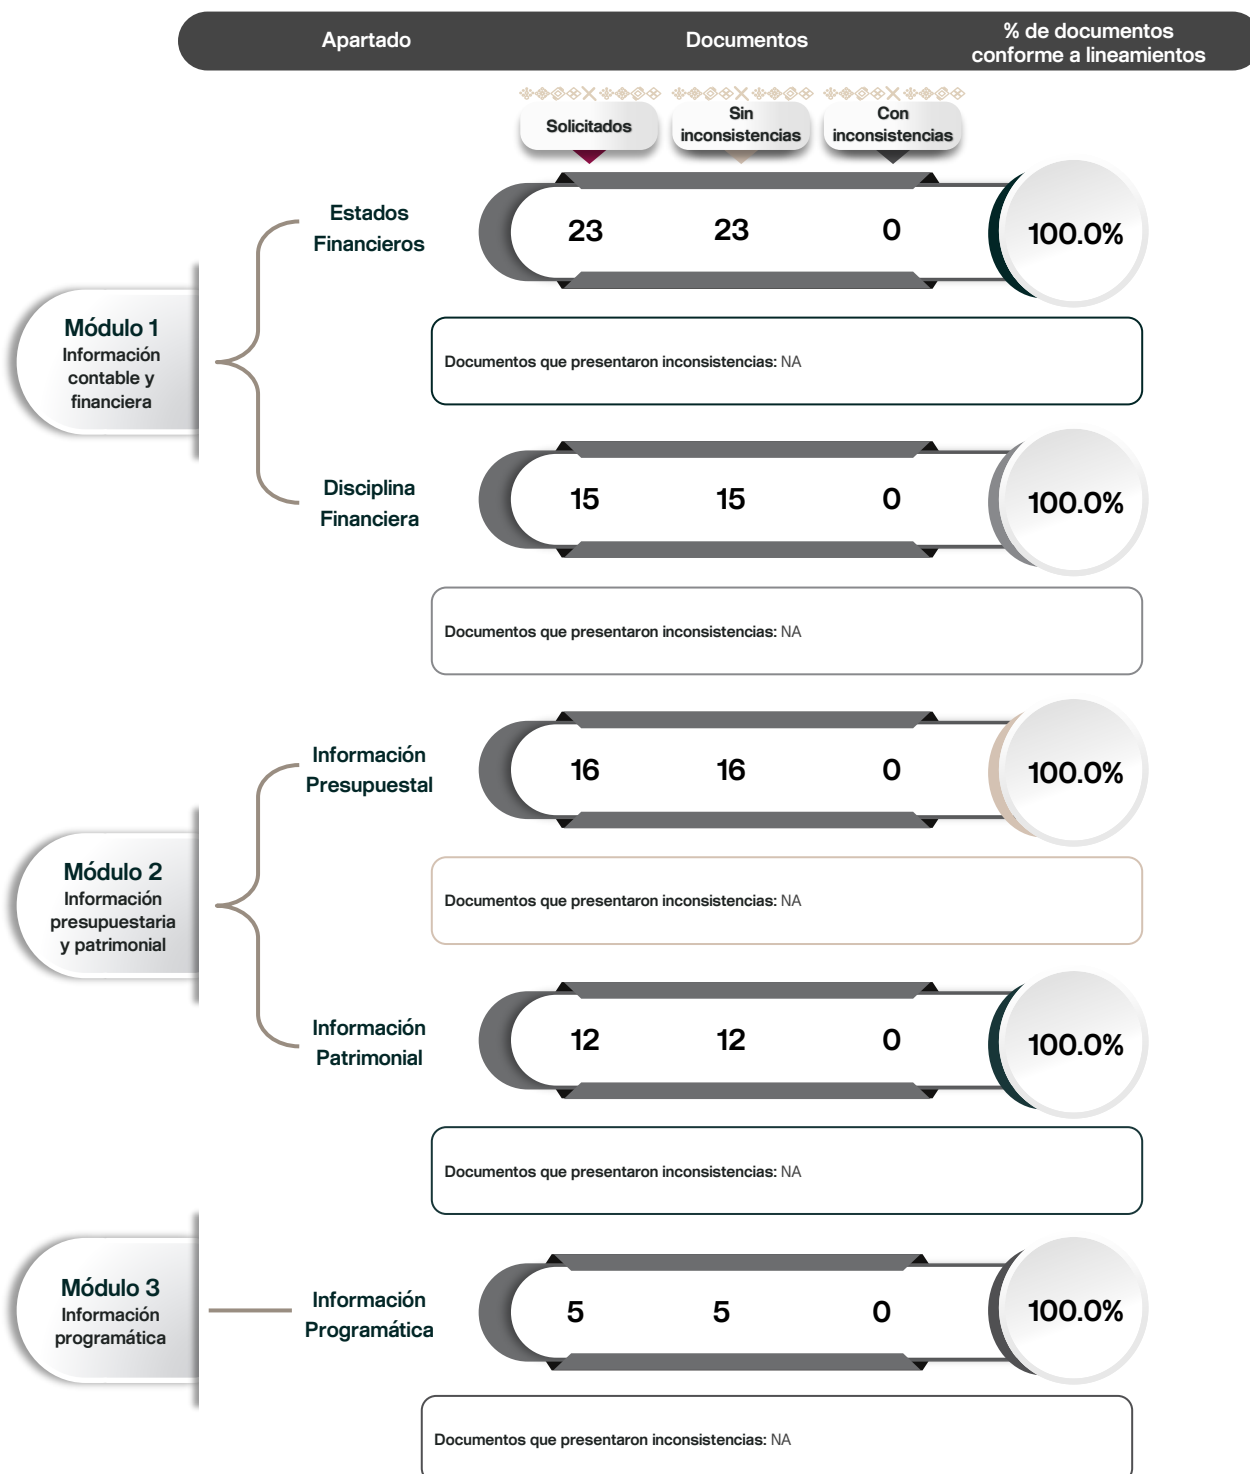 Apartado
Documentos
% de documentos
conforme a lineamientos
Solicitados
Sin
inconsistencias
Con
inconsistencias
Módulo 1
Información
contable y
financiera
Estados
Financieros
23 23 0 100.0%
Documentos que presentaron inconsistencias: NA
Disciplina
Financiera
15 15 0 100.0%
Documentos que presentaron inconsistencias: NA
Módulo 2
Información
presupuestaria
y patrimonial
Información
Presupuestal
16 16 0 100.0%
Documentos que presentaron inconsistencias: NA
Información
Patrimonial
12 12 0 100.0%
Documentos que presentaron inconsistencias: NA
Módulo 3
Información
programática
Información
Programática
5 5 0 100.0%
Documentos que presentaron inconsistencias: NA